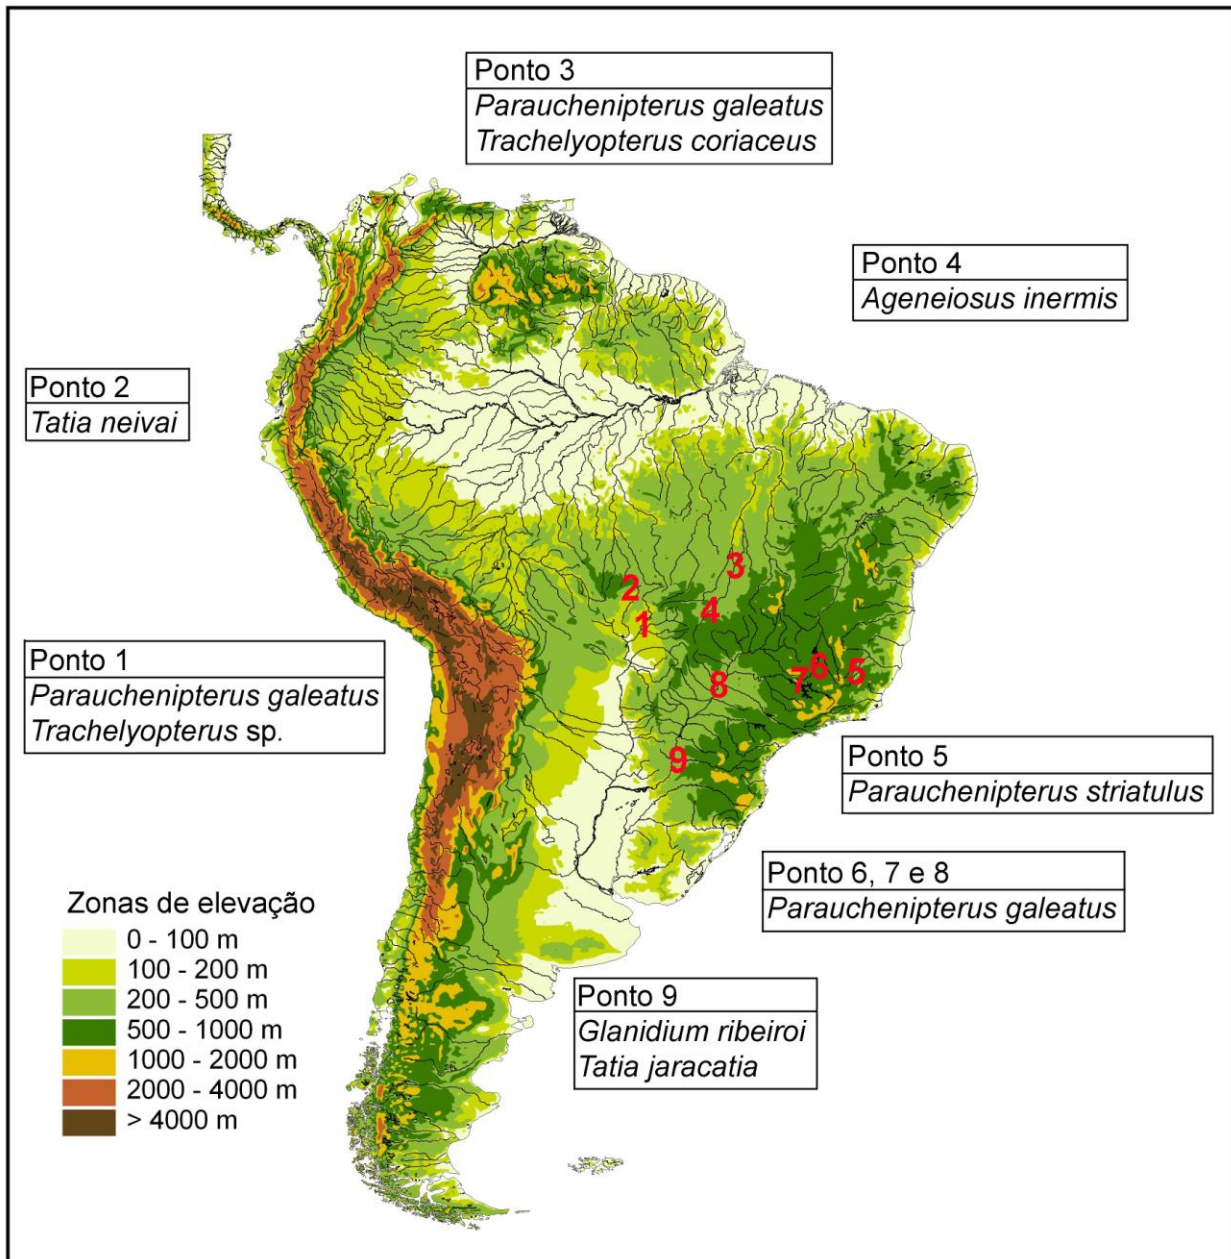 Ponto 3
Parauchenipterus galeatus
Trachelyopterus coriaceus
Ponto 4
Ageneiosus inermis
Ponto 2
Tatia neivai
3
2
4
1
Ponto 1
Parauchenipterus galeatus
Trachelyopterus sp.
6
5
7
8
9
Ponto 5
Parauchenipterus striatulus
Ponto 6, 7 e 8
Parauchenipterus galeatus
Zonas de elevação
0 - 100 m
100 - 200 m
200 - 500 m
500 - 1000 m
1000 - 2000 m
2000 - 4000 m
> 4000 m
Ponto 9
Glanidium ribeiroi
Tatia jaracatia